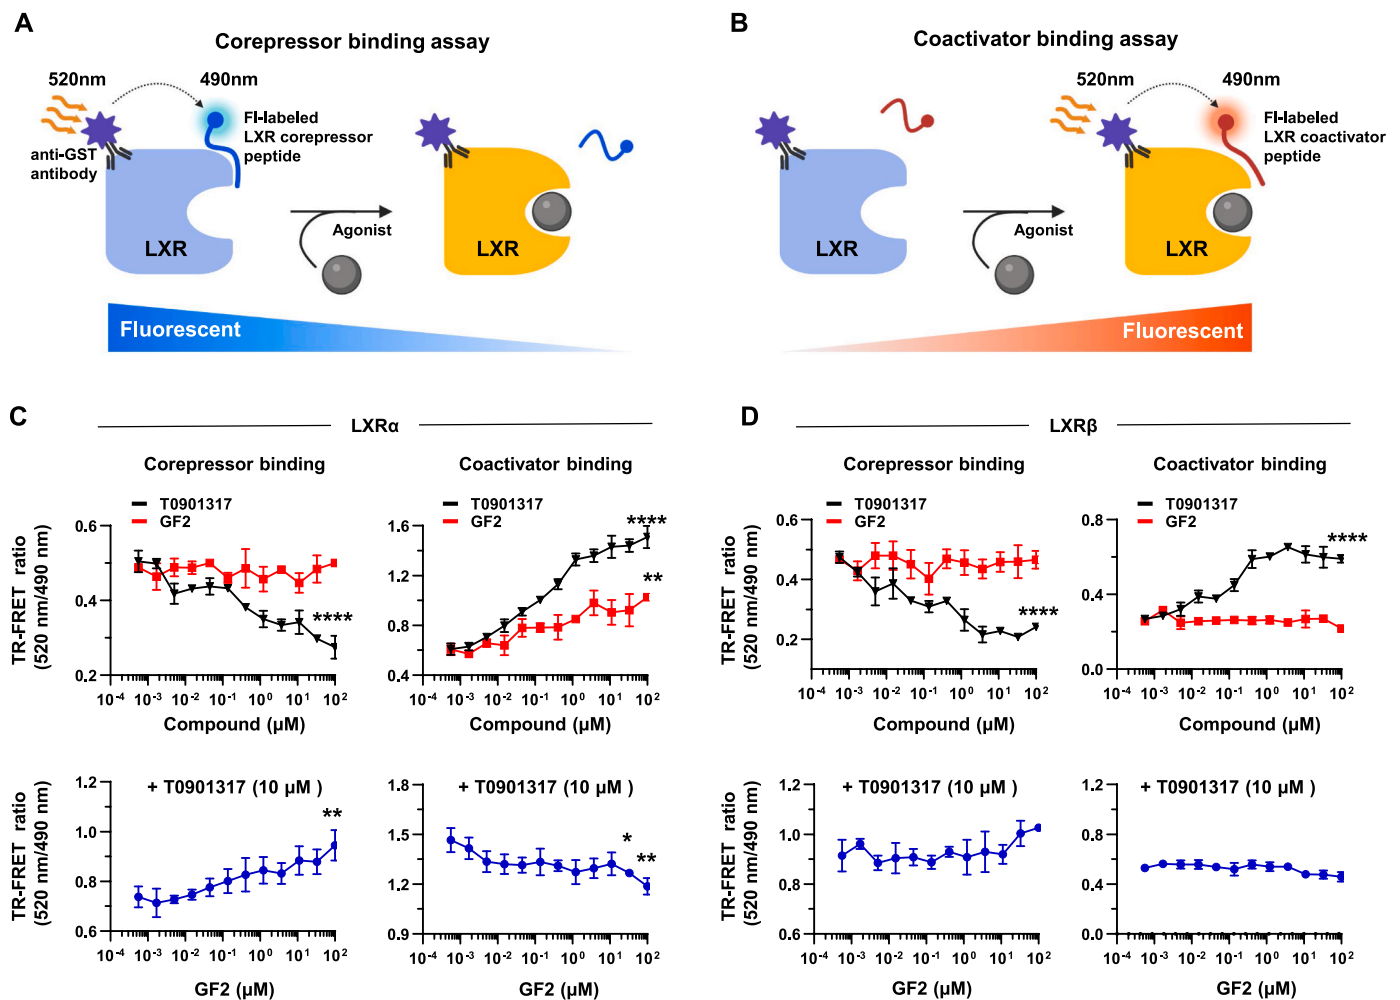 A
Corepressor binding assay
520nm
490nm
FI-labeled
LXR corepressor
peptide
anti-GST
antibody
LXR
Agonist
LXR
Fluorescent
B
Coactivator binding assay
520nm
490nm
FI-labeled
LXR coactivator
peptide
LXR
Agonist
LXR
Fluorescent
C
LXRα
Corepressor binding
T0901317
GF2
TR-FRET ratio
(520 nm/490 nm)
0.6
0.4
0.2
****
10⁻⁴ 10⁻³ 10⁻² 10⁻¹ 10⁰ 10¹ 10²
Compound (µM)
Coactivator binding
T0901317
GF2
1.6
1.2
0.8
0.4
****
**
10⁻⁴ 10⁻³ 10⁻² 10⁻¹ 10⁰ 10¹ 10²
Compound (µM)
TR-FRET ratio
(520 nm/490 nm)
+ T0901317 (10 µM )
1.2
1.0
0.8
0.6
**
10⁻⁴ 10⁻³ 10⁻² 10⁻¹ 10⁰ 10¹ 10²
GF2 (µM)
+ T0901317 (10 µM )
1.8
1.5
1.2
0.9
*
**
10⁻⁴ 10⁻³ 10⁻² 10⁻¹ 10⁰ 10¹ 10²
GF2 (µM)
D
LXRβ
Corepressor binding
T0901317
GF2
TR-FRET ratio
(520 nm/490 nm)
0.6
0.4
0.2
****
10⁻⁴ 10⁻³ 10⁻² 10⁻¹ 10⁰ 10¹ 10²
Compound (µM)
Coactivator binding
T0901317
GF2
0.8
0.4
0.0
****
10⁻⁴ 10⁻³ 10⁻² 10⁻¹ 10⁰ 10¹ 10²
Compound (µM)
TR-FRET ratio
(520 nm/490 nm)
+ T0901317 (10 µM )
1.2
1.0
0.8
0.6
10⁻⁴ 10⁻³ 10⁻² 10⁻¹ 10⁰ 10¹ 10²
GF2 (µM)
+ T0901317 (10 µM )
1.2
0.8
0.4
0.0
10⁻⁴ 10⁻³ 10⁻² 10⁻¹ 10⁰ 10¹ 10²
GF2 (µM)